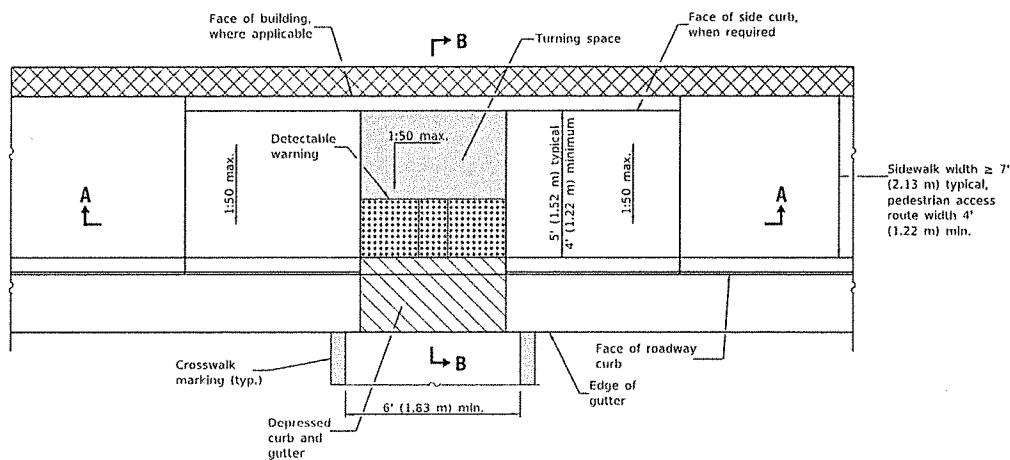 Face of building,
where applicable
B
Turning space
Face of side curb,
when required
Detectable
warning
1:50 max.
1:50 max.
5' (1.52 m) typical
4' (1.22 m) minimum
1:50 max.
A
A
Sidewalk width ≥ 7'
(2.13 m) typical,
pedestrian access
route width 4'
(1.22 m) min.
Crosswalk
marking (typ.)
B
Face of roadway
curb
Edge of
gutter
6' (1.83 m) min.
Depressed
curb and
gutter